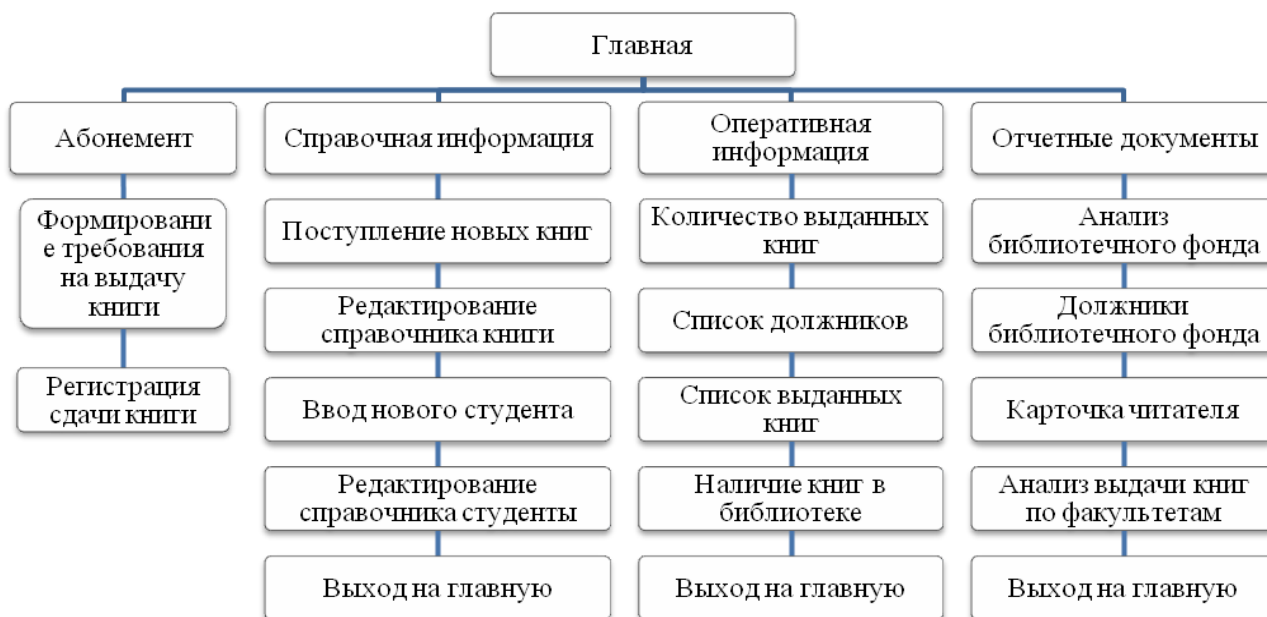 Главная
Абонемент
Формировани
е требования
на выдачу
книги
Регистрация
сдачи книги
Справочная информация
Поступление новых книг
Редактирование
справочника книги
Ввод нового студента
Редактирование
справочника студенты
Выход на главную
Оперативная
информация
Количество выданных
книг
Список должников
Список выданных
книг
Наличие книг в
библиотеке
Выход на главную
Отчетные документы
Анализ
библиотечного фонда
Должники
библиотечного фонда
Карточка читателя
Анализ выдачи книг
по факультетам
Выход на главную